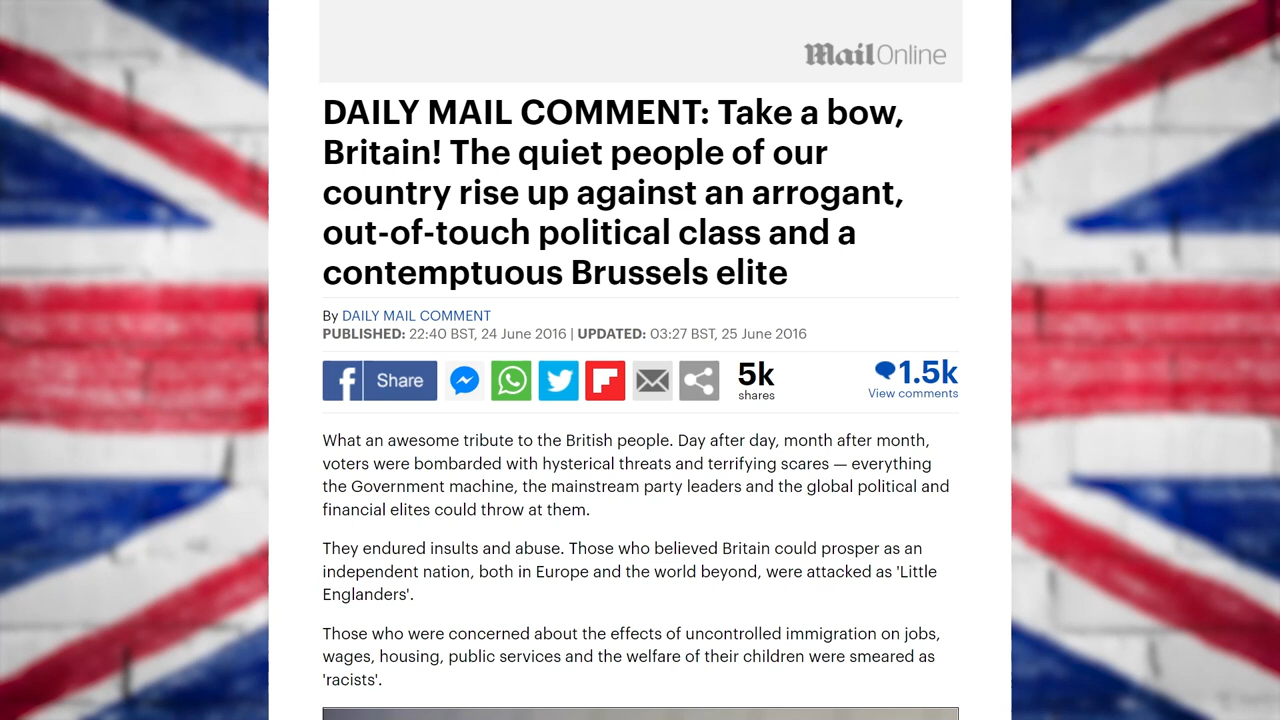 Mail Online
DAILY MAIL COMMENT: Take a bow,
Britain! The quiet people of our
country rise up against an arrogant,
out-of-touch political class and a
contemptuous Brussels elite
By DAILY MAIL COMMENT
PUBLISHED: 22:40 BST, 24 June 2016 | UPDATED: 03:27 BST, 25 June 2016
f Share 5k 1.5k
shares View comments
What an awesome tribute to the British people. Day after day, month after month,
voters were bombarded with hysterical threats and terrifying scares — everything
the Government machine, the mainstream party leaders and the global political and
financial elites could throw at them.
They endured insults and abuse. Those who believed Britain could prosper as an
independent nation, both in Europe and the world beyond, were attacked as 'Little
Englanders'.
Those who were concerned about the effects of uncontrolled immigration on jobs,
wages, housing, public services and the welfare of their children were smeared as
'racists'.